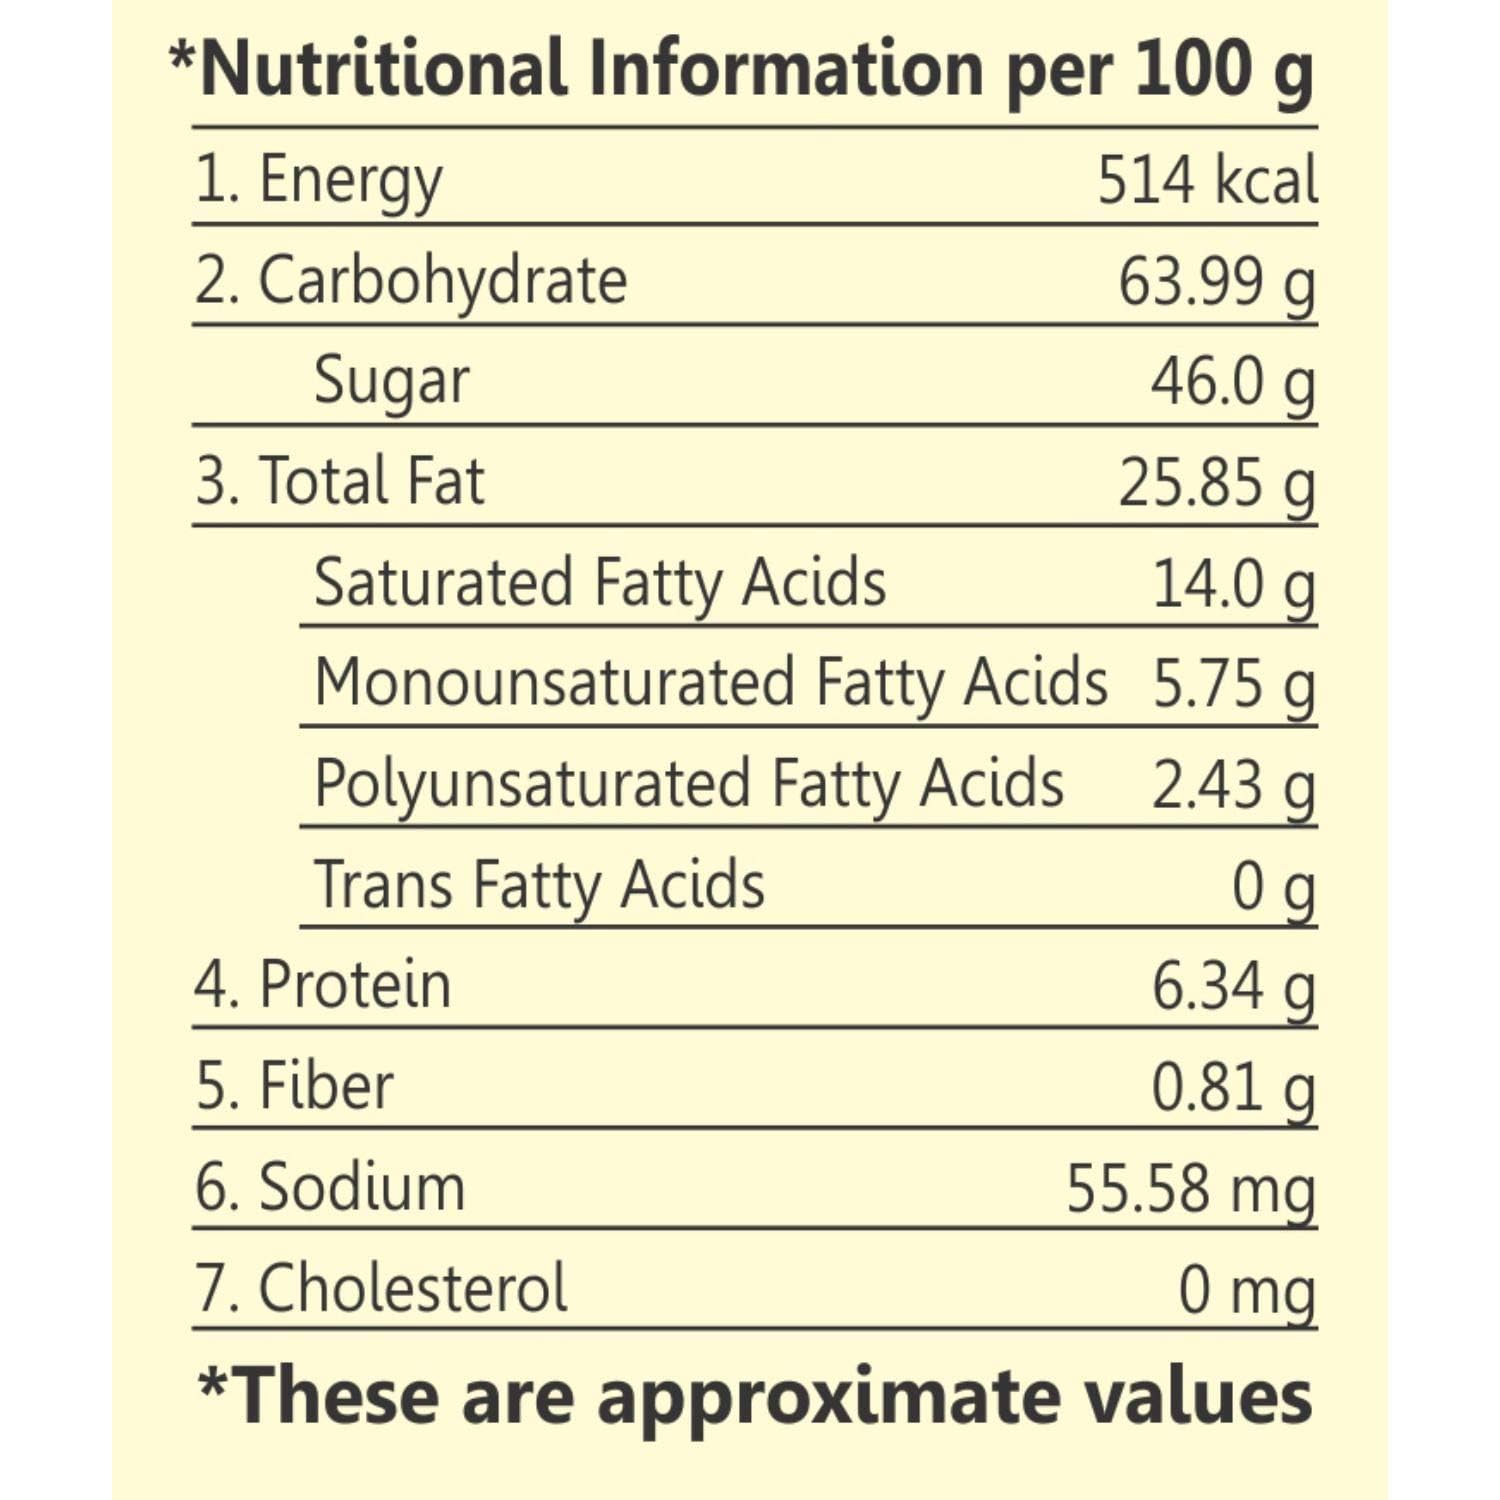 *Nutritional Information per 100 g
1. Energy 514 kcal
2. Carbohydrate 63.99 g
Sugar 46.0 g
3. Total Fat 25.85 g
Saturated Fatty Acids 14.0 g
Monounsaturated Fatty Acids 5.75 g
Polyunsaturated Fatty Acids 2.43 g
Trans Fatty Acids 0 g
4. Protein 6.34 g
5. Fiber 0.81 g
6. Sodium 55.58 mg
7. Cholesterol 0 mg
*These are approximate values